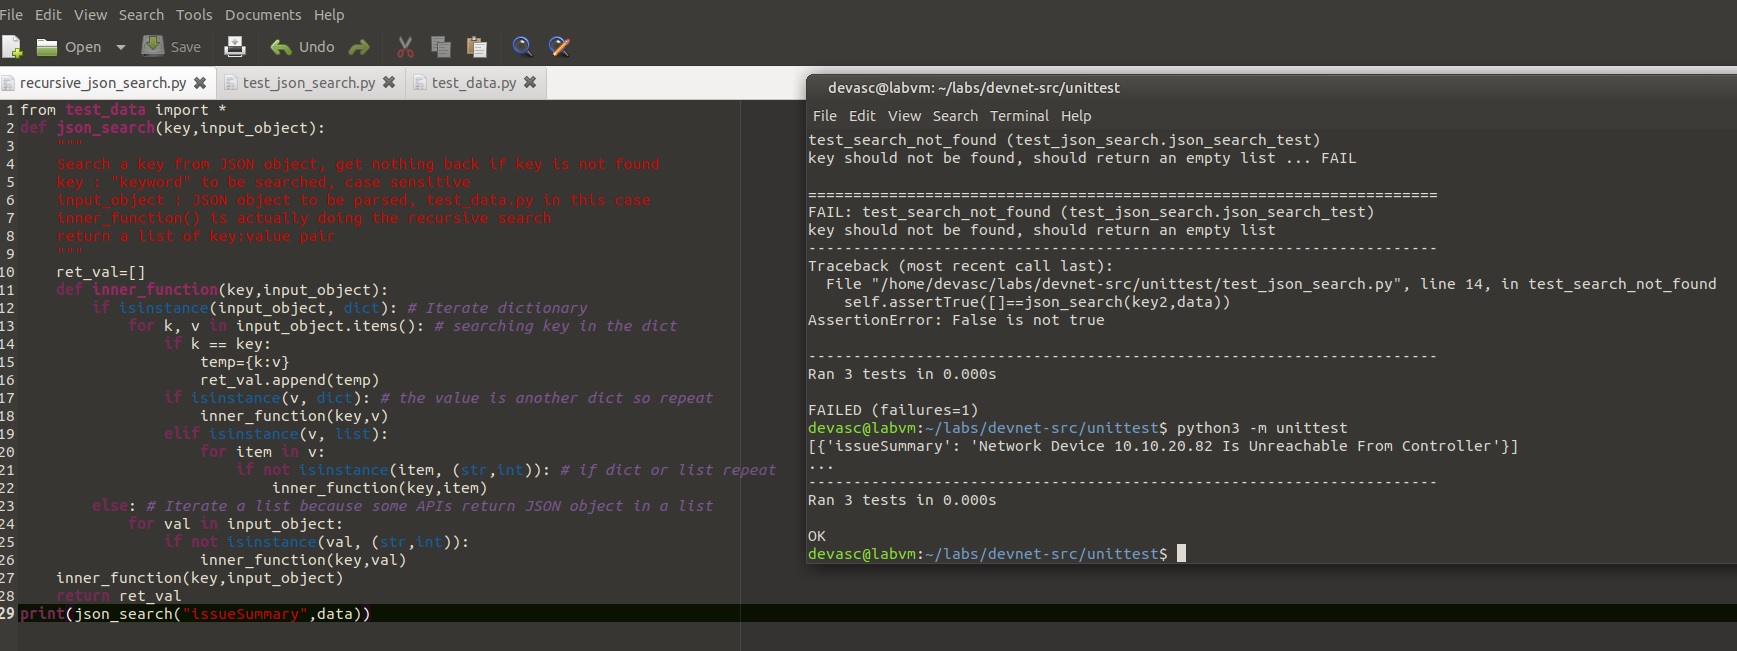 File Edit View Search Tools Documents Help
Open Save Undo
recursive_json_search.py test_json_search.py test_data.py
1 from test_data import *
2 def json_search(key,input_object):
3     """
4     Search a key from JSON object, get nothing back if key is not found
5     key : "keyword" to be searched, case sensitive
6     input_object : JSON object to be parsed, test_data.py in this case
7     inner_function() is actually doing the recursive search
8     return a list of key:value pair
9     """
10     ret_val=[]
11     def inner_function(key,input_object):
12         if isinstance(input_object, dict): # Iterate dictionary
13             for k, v in input_object.items(): # searching key in the dict
14                 if k == key:
15                     temp={k:v}
16                     ret_val.append(temp)
17                 if isinstance(v, dict): # the value is another dict so repeat
18                     inner_function(key,v)
19                 elif isinstance(v, list):
20                     for item in v:
21                         if not isinstance(item, (str,int)): # if dict or list repeat
22                             inner_function(key,item)
23         else: # Iterate a list because some APIs return JSON object in a list
24             for val in input_object:
25                 if not isinstance(val, (str,int)):
26                     inner_function(key,val)
27     inner_function(key,input_object)
28     return ret_val
29 print(json_search("issueSummary",data))
devasc@labvm: ~/labs/devnet-src/unittest
File Edit View Search Terminal Help
test_search_not_found (test_json_search.json_search_test)
key should not be found, should return an empty list ... FAIL
======================================================================
FAIL: test_search_not_found (test_json_search.json_search_test)
key should not be found, should return an empty list
----------------------------------------------------------------------
Traceback (most recent call last):
  File "/home/devasc/labs/devnet-src/unittest/test_json_search.py", line 14, in test_search_not_found
    self.assertTrue([]==json_search(key2,data))
AssertionError: False is not true
----------------------------------------------------------------------
Ran 3 tests in 0.000s
FAILED (failures=1)
devasc@labvm:~/labs/devnet-src/unittest$ python3 -m unittest
[{'issueSummary': 'Network Device 10.10.20.82 Is Unreachable From Controller'}]
...
----------------------------------------------------------------------
Ran 3 tests in 0.000s
OK
devasc@labvm:~/labs/devnet-src/unittest$